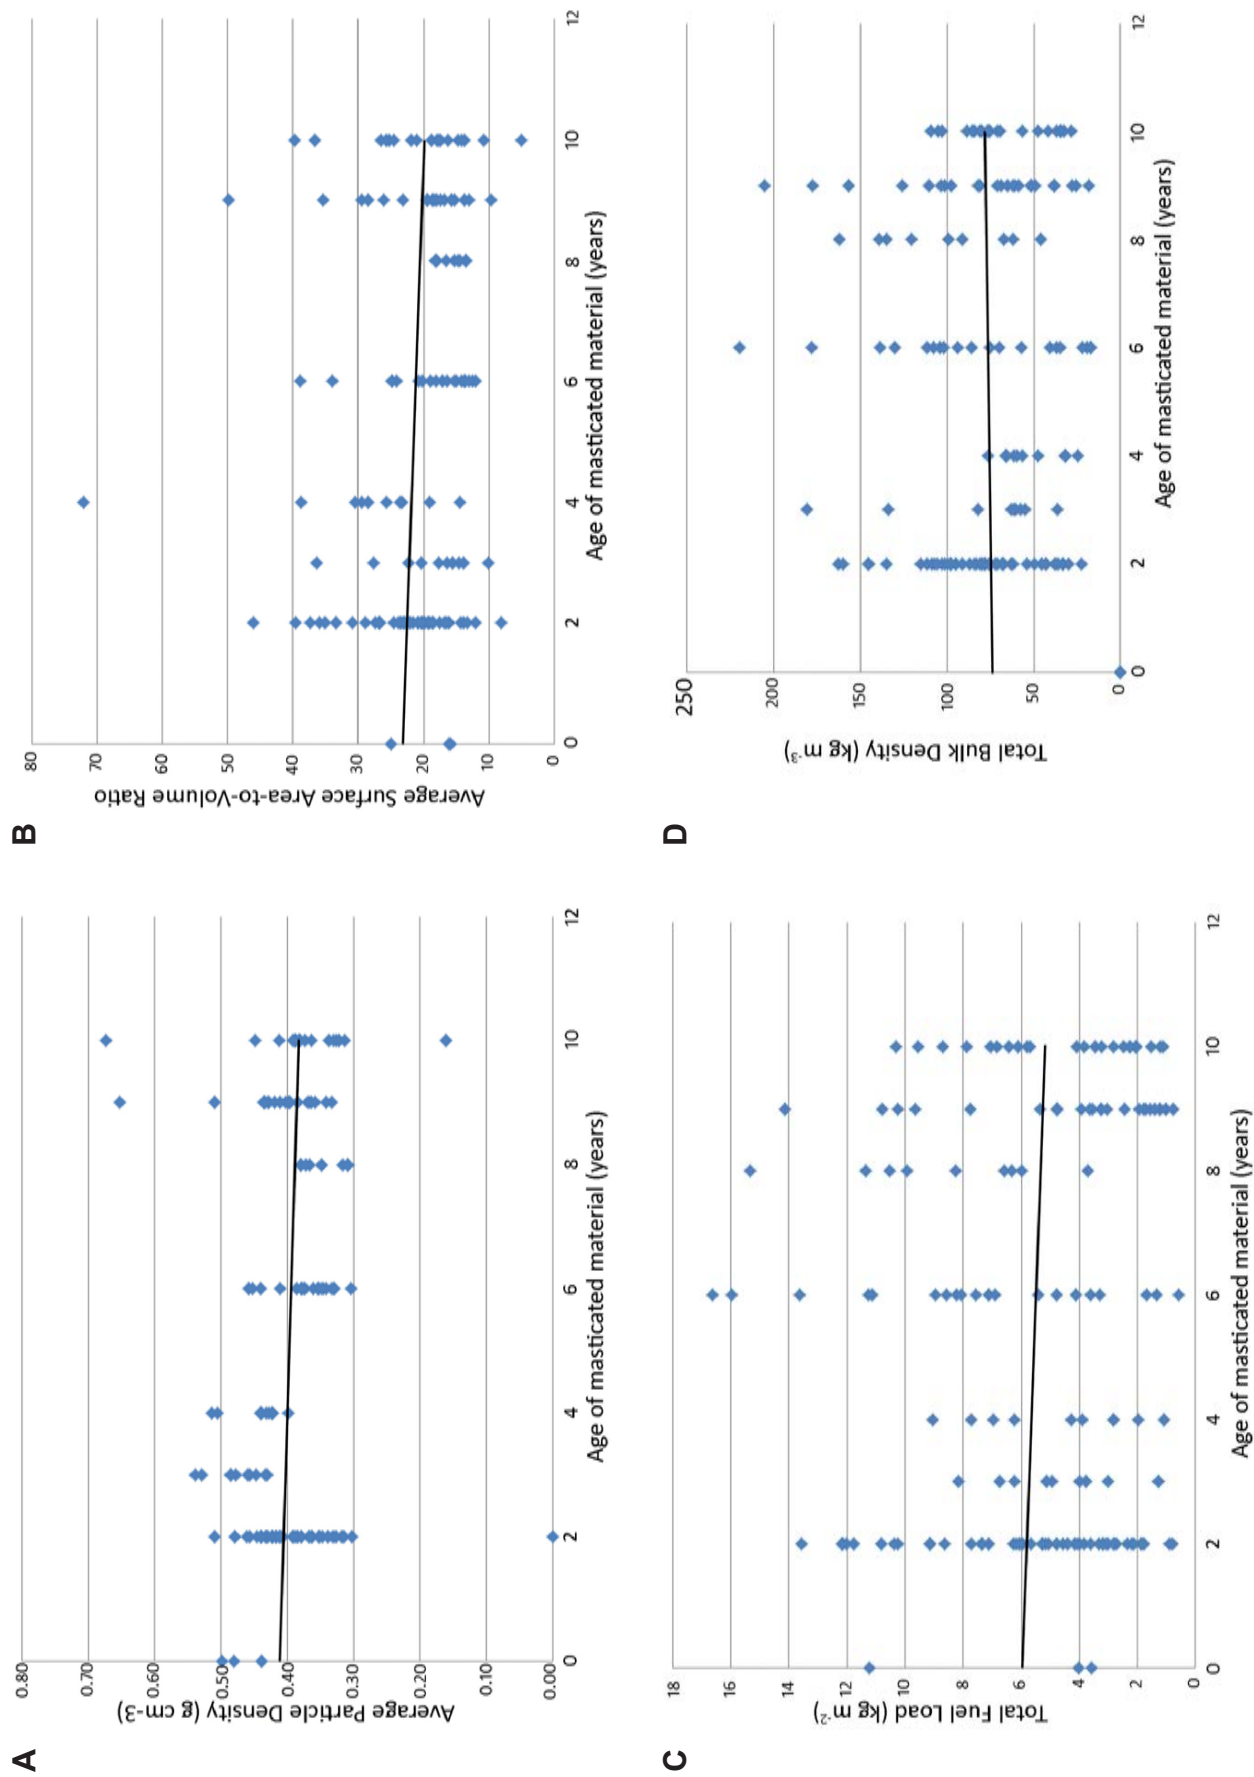 A
Average Particle Density (g cm-3)
0.80
0.70
0.60
0.50
0.40
0.30
0.20
0.10
0.00
0 2 4 6 8 10 12
Age of masticated material (years)
B
Average Surface Area-to-Volume Ratio
80
70
60
50
40
30
20
10
0
0 2 4 6 8 10 12
Age of masticated material (years)
C
Total Fuel Load (kg m-2)
18
16
14
12
10
8
6
4
2
0
0 2 4 6 8 10 12
Age of masticated material (years)
D
Total Bulk Density (kg m-3)
250
200
150
100
50
0
0 2 4 6 8 10 12
Age of masticated material (years)